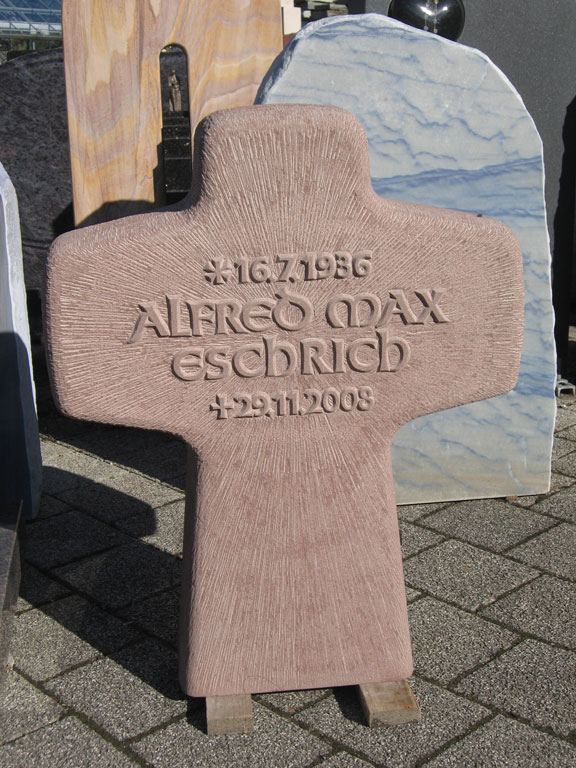 *16.7.1936
ALFRED MAX
ESCHRICH
+29.11.2008